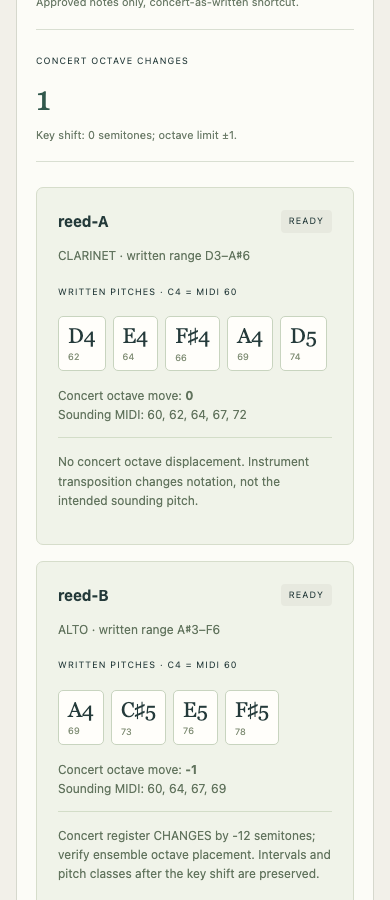 Approved notes only, concert-as-written shortcut.
CONCERT OCTAVE CHANGES
1
Key shift: 0 semitones; octave limit ±1.
reed-A
READY
CLARINET · written range D3–A#6
WRITTEN PITCHES · C4 = MIDI 60
D4 E4 F♯4 A4 D5
62 64 66 69 74
Concert octave move: 0
Sounding MIDI: 60, 62, 64, 67, 72
No concert octave displacement. Instrument
transposition changes notation, not the
intended sounding pitch.
reed-B
READY
ALTO · written range A#3–F6
WRITTEN PITCHES · C4 = MIDI 60
A4 C♯5 E5 F♯5
69 73 76 78
Concert octave move: -1
Sounding MIDI: 60, 64, 67, 69
Concert register CHANGES by -12 semitones;
verify ensemble octave placement. Intervals and
pitch classes after the key shift are preserved.